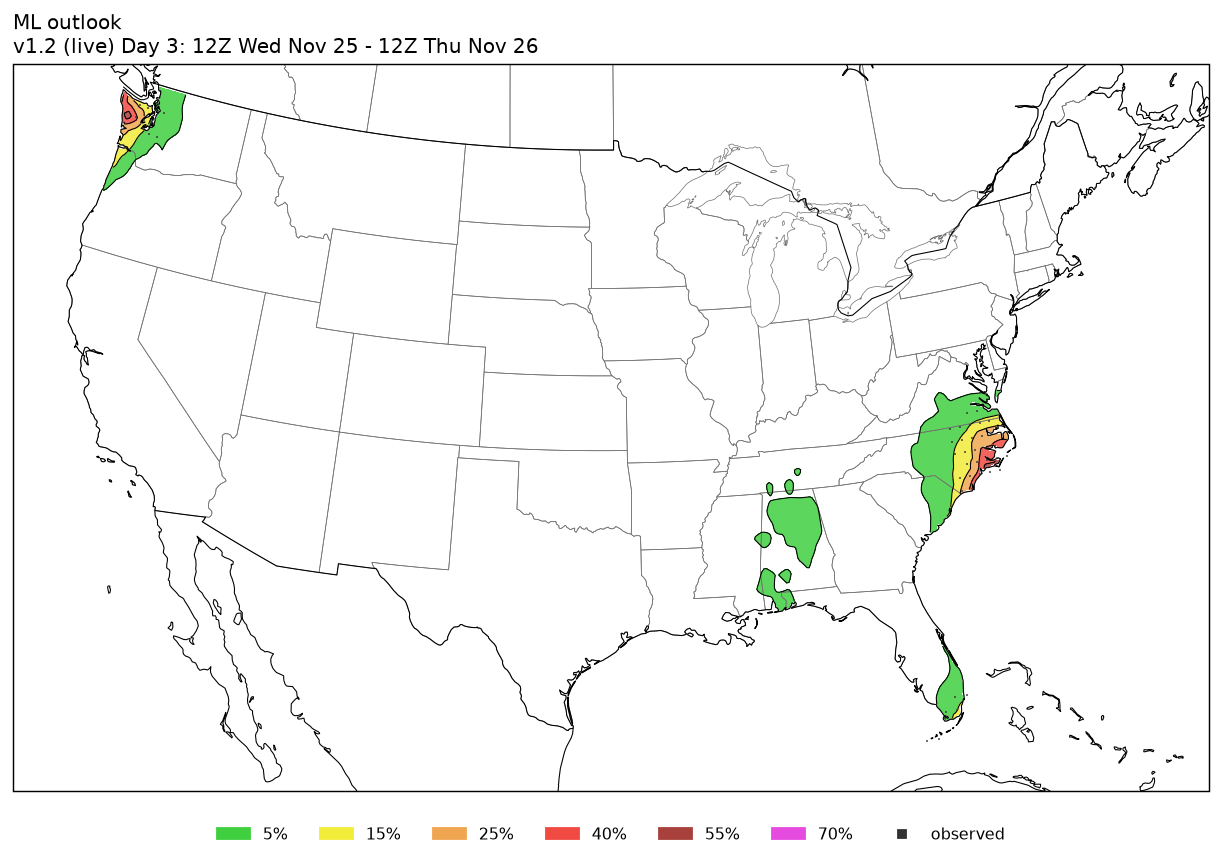 ML outlook
v1.2 (live) Day 3: 12Z Wed Nov 25 - 12Z Thu Nov 26
5% 15% 25% 40% 55% 70% observed